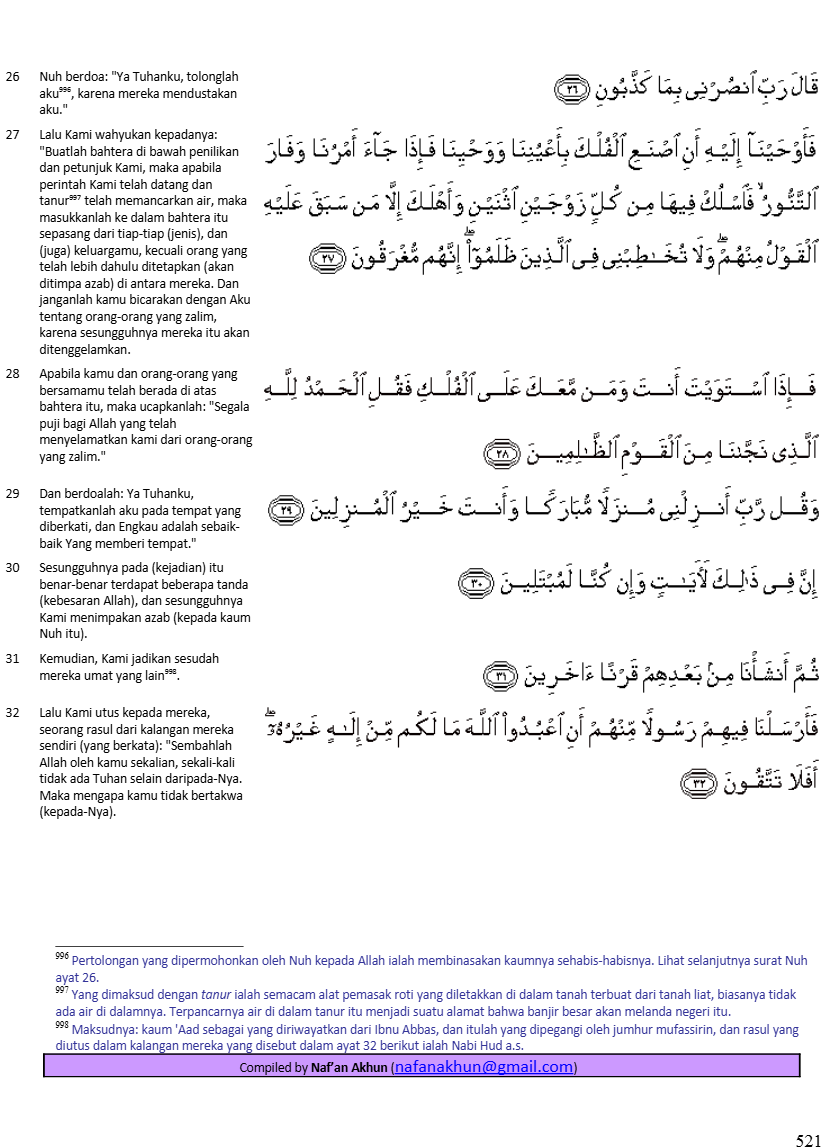 26 Nuh berdoa: "Ya Tuhanku, tolonglah
aku⁹⁹⁶, karena mereka mendustakan
aku."
قَالَ رَبِّ ٱنصُرْنِى بِمَا كَذَّبُونِ ٢٦
27 Lalu Kami wahyukan kepadanya:
"Buatlah bahtera di bawah penilikan
dan petunjuk Kami, maka apabila
perintah Kami telah datang dan
tanur⁹⁹⁷ telah memancarkan air, maka
masukkanlah ke dalam bahtera itu
sepasang dari tiap-tiap (jenis), dan
(juga) keluargamu, kecuali orang yang
telah lebih dahulu ditetapkan (akan
ditimpa azab) di antara mereka. Dan
janganlah kamu bicarakan dengan Aku
tentang orang-orang yang zalim,
karena sesungguhnya mereka itu akan
ditenggelamkan.
فَأَوْحَيْنَآ إِلَيْهِ أَنِ ٱصْنَعِ ٱلْفُلْكَ بِأَعْيُنِنَا وَوَحْيِنَا فَإِذَا جَآءَ أَمْرُنَا وَفَارَ
ٱلتَّنُّورُ ۙ فَٱسْلُكْ فِيهَا مِن كُلٍّ زَوْجَيْنِ ٱثْنَيْنِ وَأَهْلَكَ إِلَّا مَن سَبَقَ عَلَيْهِ
ٱلْقَوْلُ مِنْهُمْ ۖ وَلَا تُخَـٰطِبْنِى فِى ٱلَّذِينَ ظَلَمُوٓا۟ ۖ إِنَّهُم مُّغْرَقُونَ ٢٧
28 Apabila kamu dan orang-orang yang
bersamamu telah berada di atas
bahtera itu, maka ucapkanlah: "Segala
puji bagi Allah yang telah
menyelamatkan kami dari orang-orang
yang zalim."
فَإِذَا ٱسْتَوَيْتَ أَنتَ وَمَن مَّعَكَ عَلَى ٱلْفُلْكِ فَقُلِ ٱلْحَمْدُ لِلَّهِ
ٱلَّذِى نَجَّىٰنَا مِنَ ٱلْقَوْمِ ٱلظَّـٰلِمِينَ ٢٨
29 Dan berdoalah: Ya Tuhanku,
tempatkanlah aku pada tempat yang
diberkati, dan Engkau adalah sebaik-
baik Yang memberi tempat."
وَقُل رَّبِّ أَنزِلْنِى مُنزَلًا مُّبَارَكًا وَأَنتَ خَيْرُ ٱلْمُنزِلِينَ ٢٩
30 Sesungguhnya pada (kejadian) itu
benar-benar terdapat beberapa tanda
(kebesaran Allah), dan sesungguhnya
Kami menimpakan azab (kepada kaum
Nuh itu).
إِنَّ فِى ذَٰلِكَ لَـَٔايَـٰتٍ وَإِن كُنَّا لَمُبْتَلِينَ ٣٠
31 Kemudian, Kami jadikan sesudah
mereka umat yang lain⁹⁹⁸.
ثُمَّ أَنشَأْنَا مِنۢ بَعْدِهِمْ قَرْنًا ءَاخَرِينَ ٣١
32 Lalu Kami utus kepada mereka,
seorang rasul dari kalangan mereka
sendiri (yang berkata): "Sembahlah
Allah oleh kamu sekalian, sekali-kali
tidak ada Tuhan selain daripada-Nya.
Maka mengapa kamu tidak bertakwa
(kepada-Nya).
فَأَرْسَلْنَا فِيهِمْ رَسُولًا مِّنْهُمْ أَنِ ٱعْبُدُوا۟ ٱللَّهَ مَا لَكُم مِّنْ إِلَـٰهٍ غَيْرُهُۥٓ ۖ
أَفَلَا تَتَّقُونَ ٣٢
⁹⁹⁶ Pertolongan yang dipermohonkan oleh Nuh kepada Allah ialah membinasakan kaumnya sehabis-habisnya. Lihat selanjutnya surat Nuh
ayat 26.
⁹⁹⁷ Yang dimaksud dengan tanur ialah semacam alat pemasak roti yang diletakkan di dalam tanah terbuat dari tanah liat, biasanya tidak
ada air di dalamnya. Terpancarnya air di dalam tanur itu menjadi suatu alamat bahwa banjir besar akan melanda negeri itu.
⁹⁹⁸ Maksudnya: kaum 'Aad sebagai yang diriwayatkan dari Ibnu Abbas, dan itulah yang dipegangi oleh jumhur mufassirin, dan rasul yang
diutus dalam kalangan mereka yang disebut dalam ayat 32 berikut ialah Nabi Hud a.s.
Compiled by Naf'an Akhun (nafanakhun@gmail.com)
521